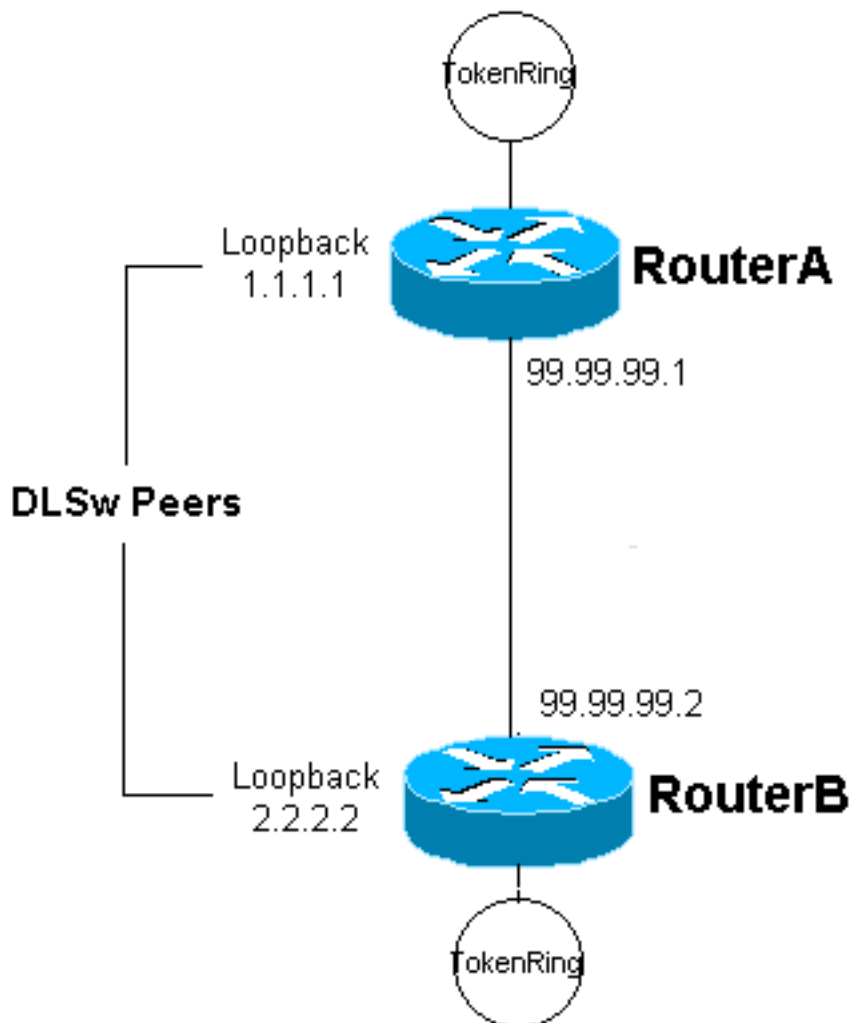 TokenRing
Loopback
1.1.1.1
RouterA
99.99.99.1
DLSw Peers
99.99.99.2
Loopback
2.2.2.2
RouterB
TokenRing